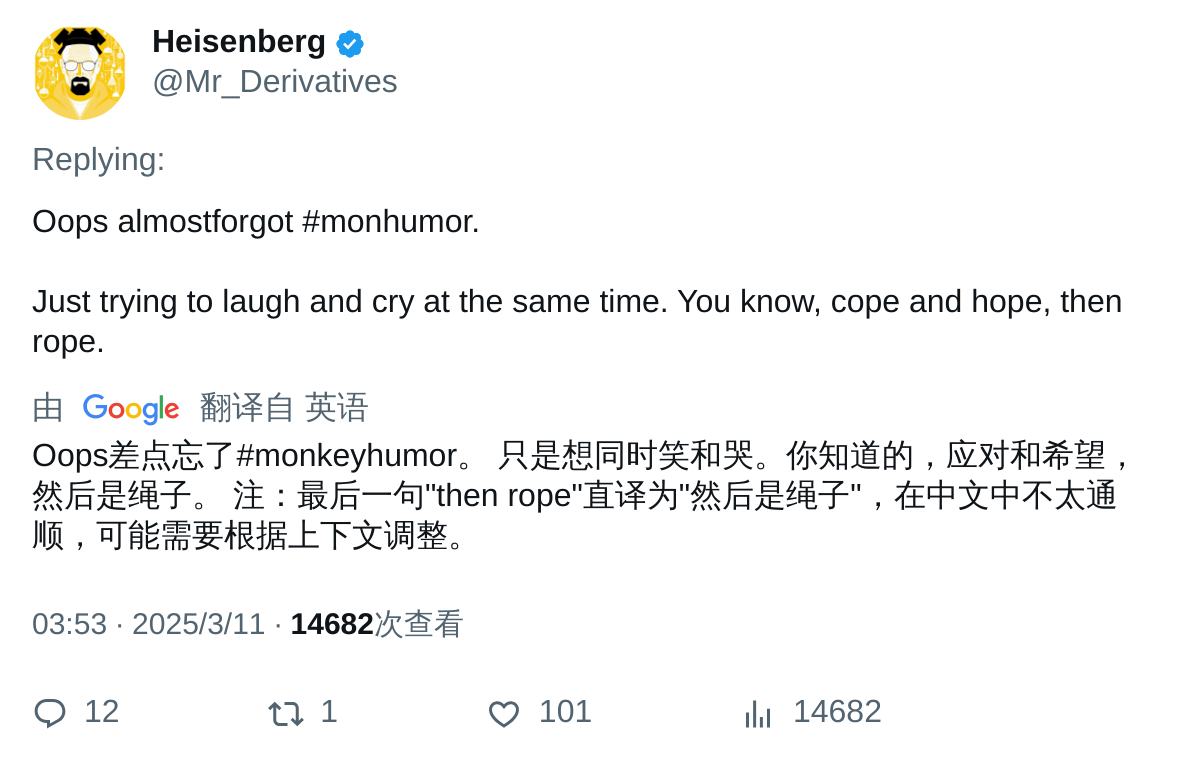 Heisenberg
@Mr_Derivatives
Replying:
Oops almostforgot #monhumor.
Just trying to laugh and cry at the same time. You know, cope and hope, then
rope.
由 Google 翻译自 英语
Oops差点忘了#monkeyhumor。 只是想同时笑和哭。你知道的，应对和希望，
然后是绳子。 注：最后一句"then rope"直译为"然后是绳子"，在中文中不太通
顺，可能需要根据上下文调整。
03:53 · 2025/3/11 · 14682次查看
12 1 101 14682